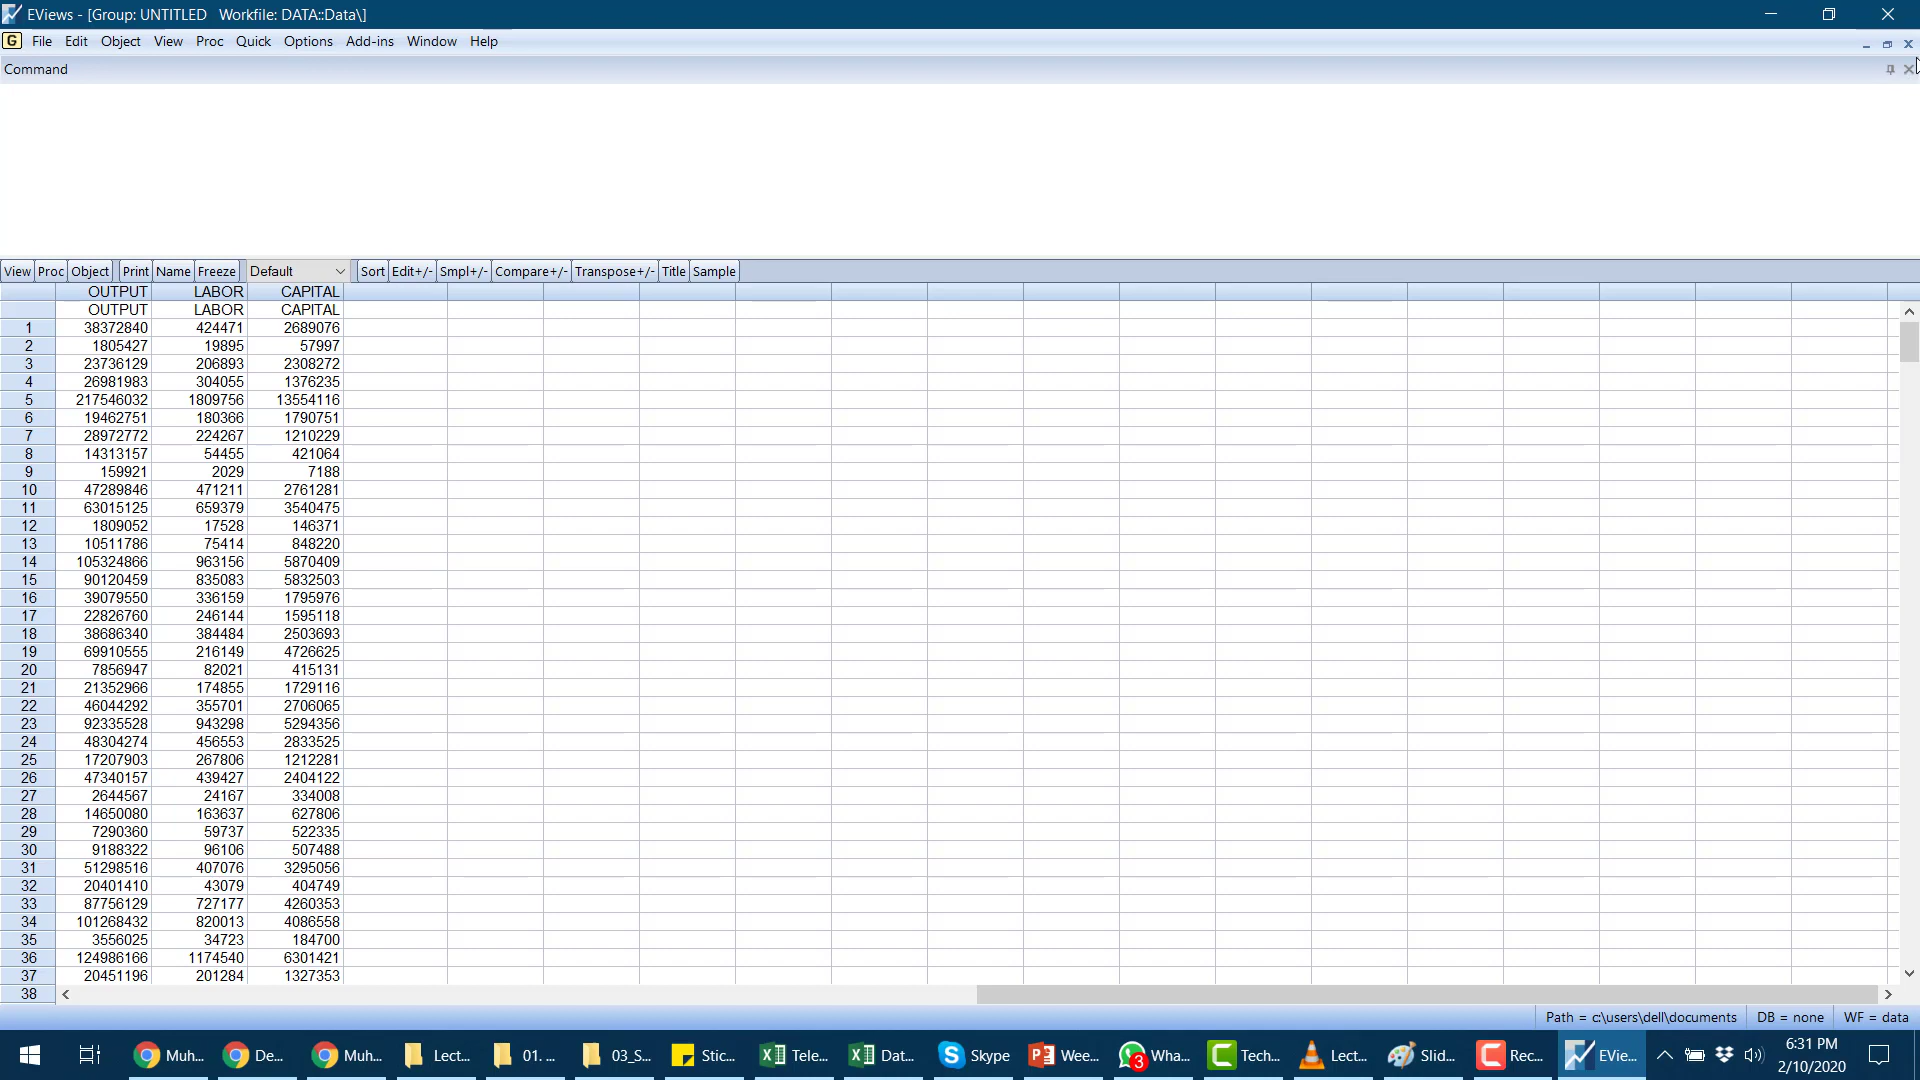 EViews - [Group: UNTITLED   Workfile: DATA::Data\]
File Edit Object View Proc Quick Options Add-ins Window Help
Command
View Proc Object Print Name Freeze Default Sort Edit+/- Smpl+/- Compare+/- Transpose+/- Title Sample
OUTPUT LABOR CAPITAL
OUTPUT LABOR CAPITAL
1 38372840 424471 2689076
2 1805427 19895 57997
3 23736129 206893 2308272
4 26981983 304055 1376235
5 217546032 1809756 13554116
6 19462751 180366 1790751
7 28972772 224267 1210229
8 14313157 54455 421064
9 159921 2029 7188
10 47289846 471211 2761281
11 63015125 659379 3540475
12 1809052 17528 146371
13 10511786 75414 848220
14 105324866 963156 5870409
15 90120459 835083 5832503
16 39079550 336159 1795976
17 22826760 246144 1595118
18 38686340 384484 2503693
19 69910555 216149 4726625
20 7856947 82021 415131
21 21352966 174855 1729116
22 46044292 355701 2706065
23 92335528 943298 5294356
24 48304274 456553 2833525
25 17207903 267806 1212281
26 47340157 439427 2404122
27 2644567 24167 334008
28 14650080 163637 627806
29 7290360 59737 522335
30 9188322 96106 507488
31 51298516 407076 3295056
32 20401410 43079 404749
33 87756129 727177 4260353
34 101268432 820013 4086558
35 3556025 34723 184700
36 124986166 1174540 6301421
37 20451196 201284 1327353
38
Path = c:\users\dell\documents DB = none WF = data
Muh... De... Muh... Lect... 01. ... 03_S... Stic... Tele... Dat... Skype Wee... 3 Wha... Tech... Lect... Slid... Rec... EVie... 6:31 PM
2/10/2020